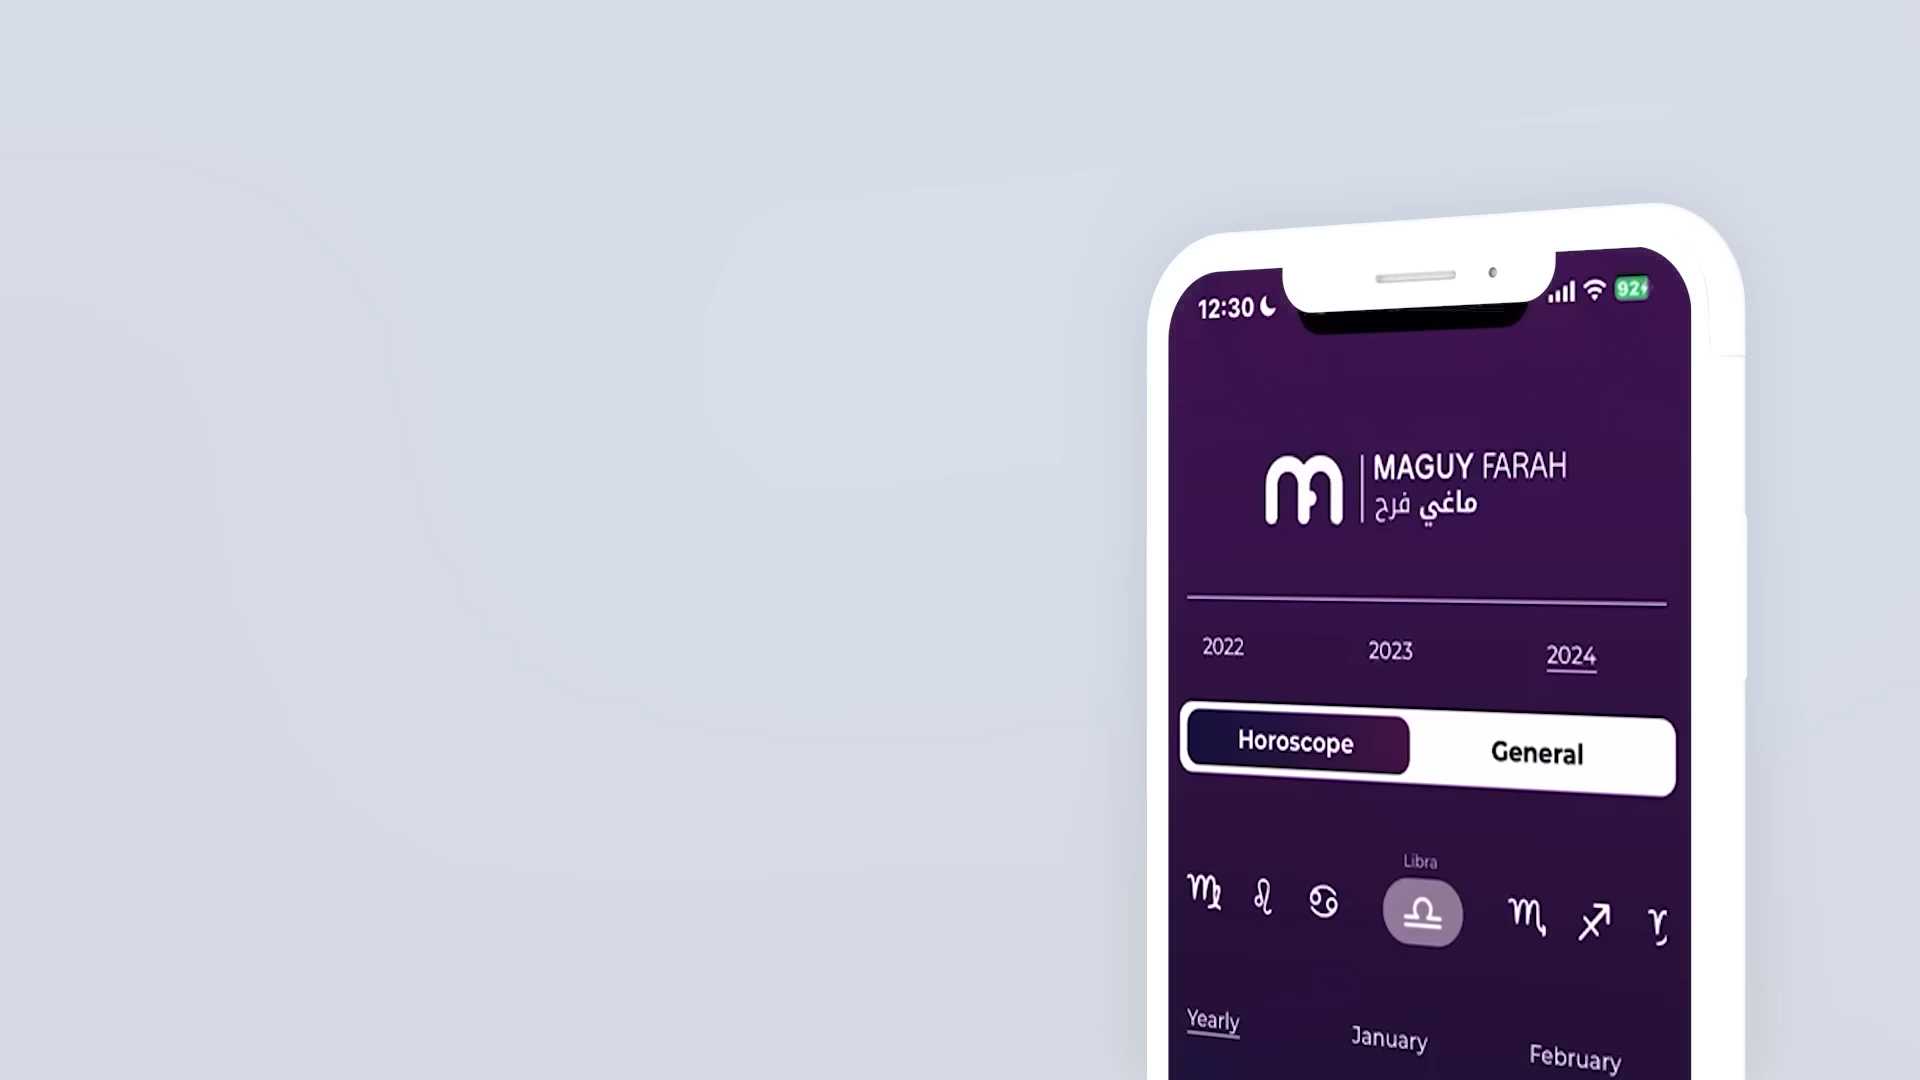 12:30
92
MAGUY FARAH
ماغي فرح
2022 2023 2024
Horoscope General
Libra
Yearly January February